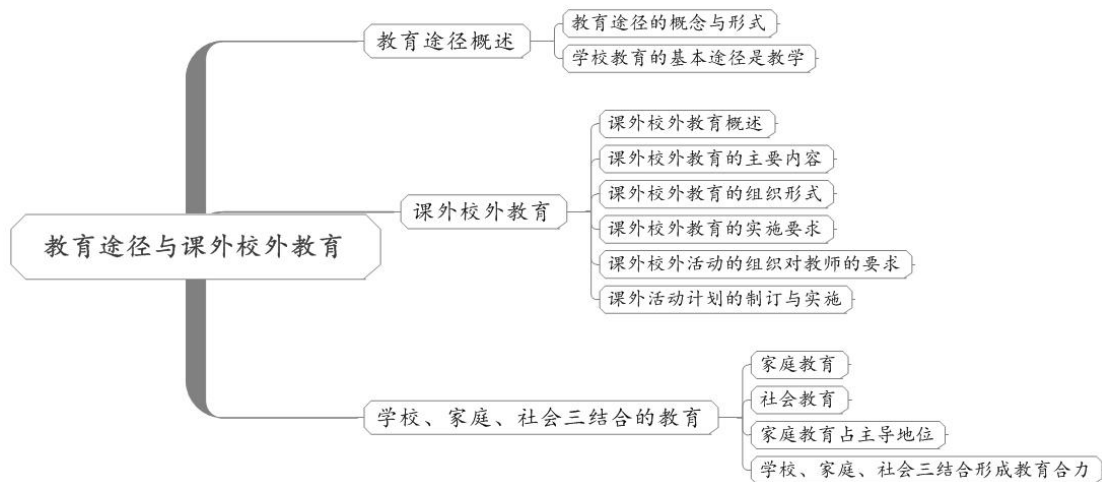 教育途径概述
教育途径的概念与形式
学校教育的基本途径是教学
教育途径与课外校外教育
课外校外教育
课外校外教育概述
课外校外教育的主要内容
课外校外教育的组织形式
课外校外教育的实施要求
课外校外活动的组织对教师的要求
课外活动计划的制订与实施
学校、家庭、社会三结合的教育
家庭教育
社会教育
家庭教育占主导地位
学校、家庭、社会三结合形成教育合力